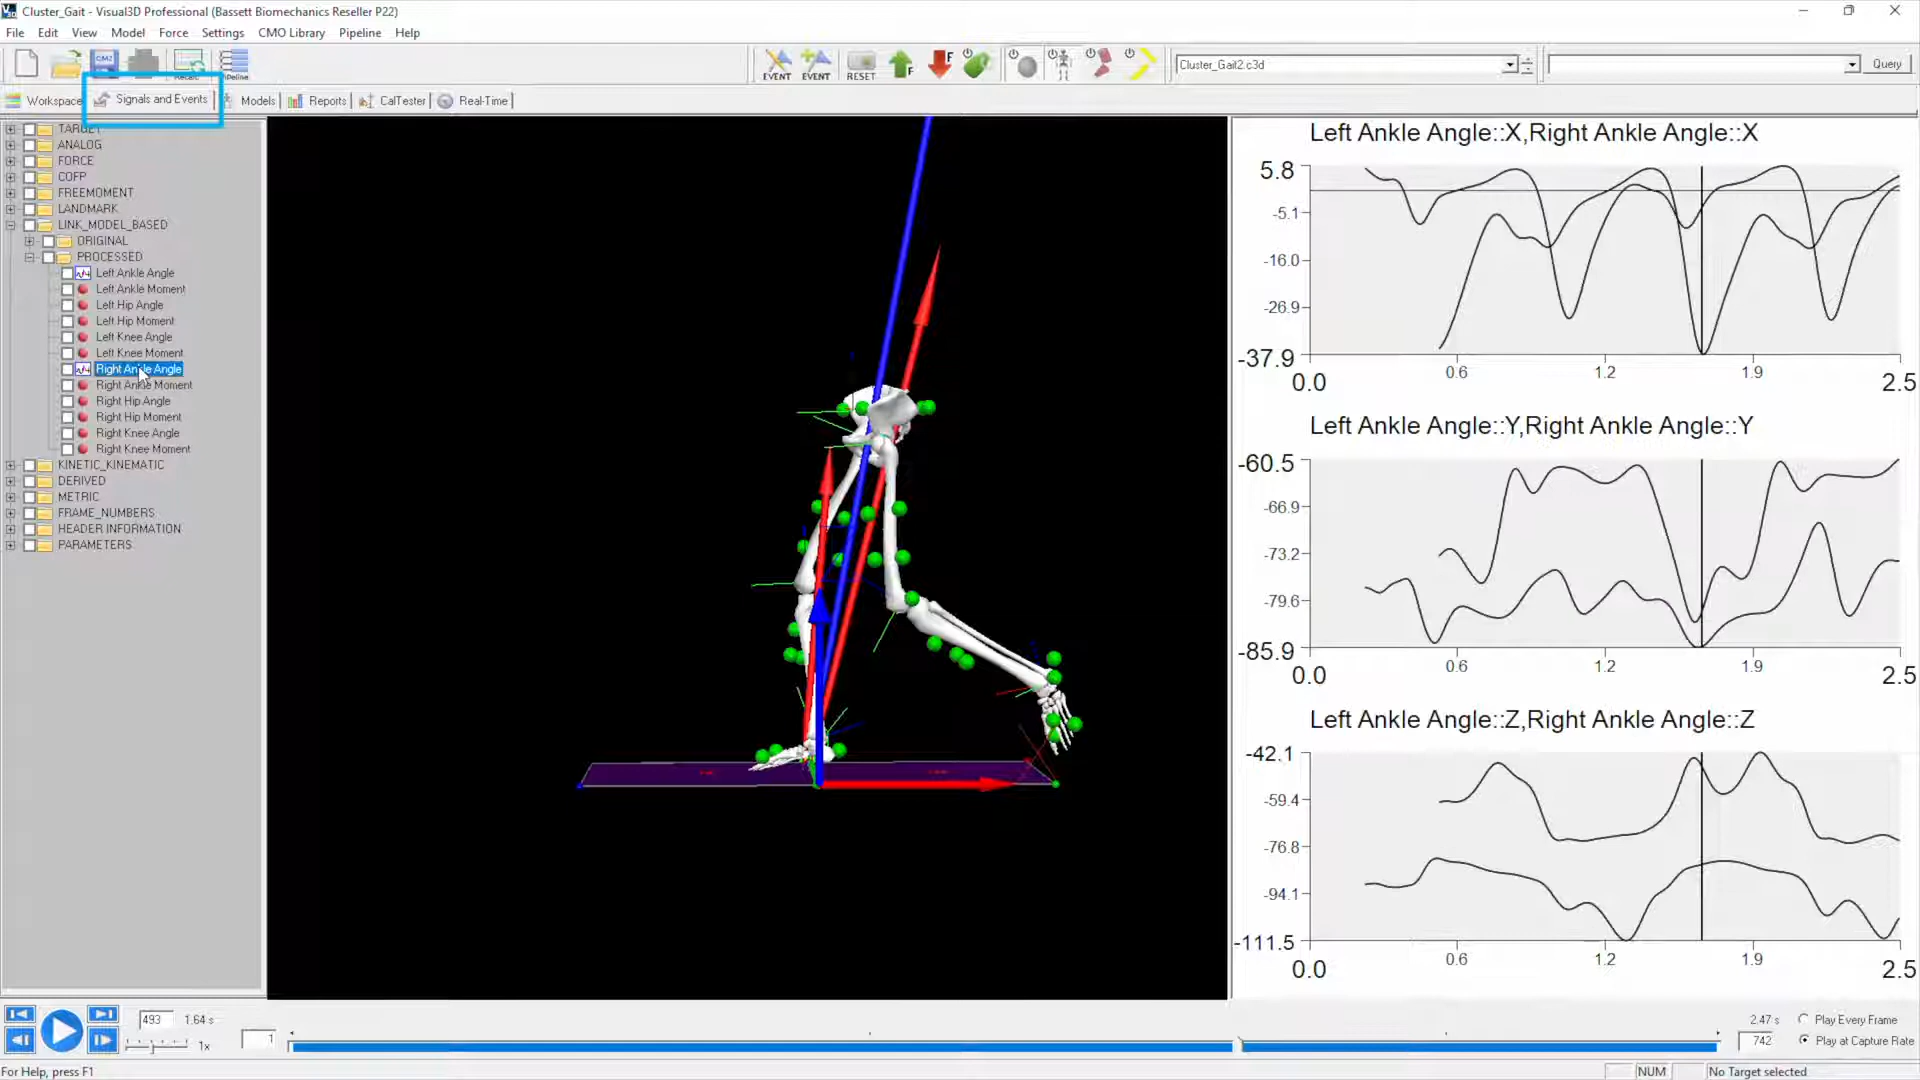 Cluster_Gait - Visual3D Professional (Bassett Biomechanics Reseller P22)
File Edit View Model Force Settings CMO Library Pipeline Help
EVENT EVENT RESET F F Cluster_Gait2.c3d Query
Workspace Signals and Events Models Reports CalTester Real-Time
TARGET
ANALOG
FORCE
COFP
FREEMOMENT
LANDMARK
LINK_MODEL_BASED
ORIGINAL
PROCESSED
Left Ankle Angle
Left Ankle Moment
Left Hip Angle
Left Hip Moment
Left Knee Angle
Left Knee Moment
Right Ankle Angle
Right Ankle Moment
Right Hip Angle
Right Hip Moment
Right Knee Angle
Right Knee Moment
KINETIC_KINEMATIC
DERIVED
METRIC
FRAME_NUMBERS
HEADER INFORMATION
PARAMETERS
Left Ankle Angle::X,Right Ankle Angle::X
5.8
-5.1
-16.0
-26.9
-37.9
0.0 0.6 1.2 1.9 2.5
Left Ankle Angle::Y,Right Ankle Angle::Y
-60.5
-66.9
-73.2
-79.6
-85.9
0.0 0.6 1.2 1.9 2.5
Left Ankle Angle::Z,Right Ankle Angle::Z
-42.1
-59.4
-76.8
-94.1
-111.5
0.0 0.6 1.2 1.9 2.5
493 1.64 s 2.47 s Play Every Frame
1x 1 742 Play at Capture Rate
For Help, press F1 NUM No Target selected